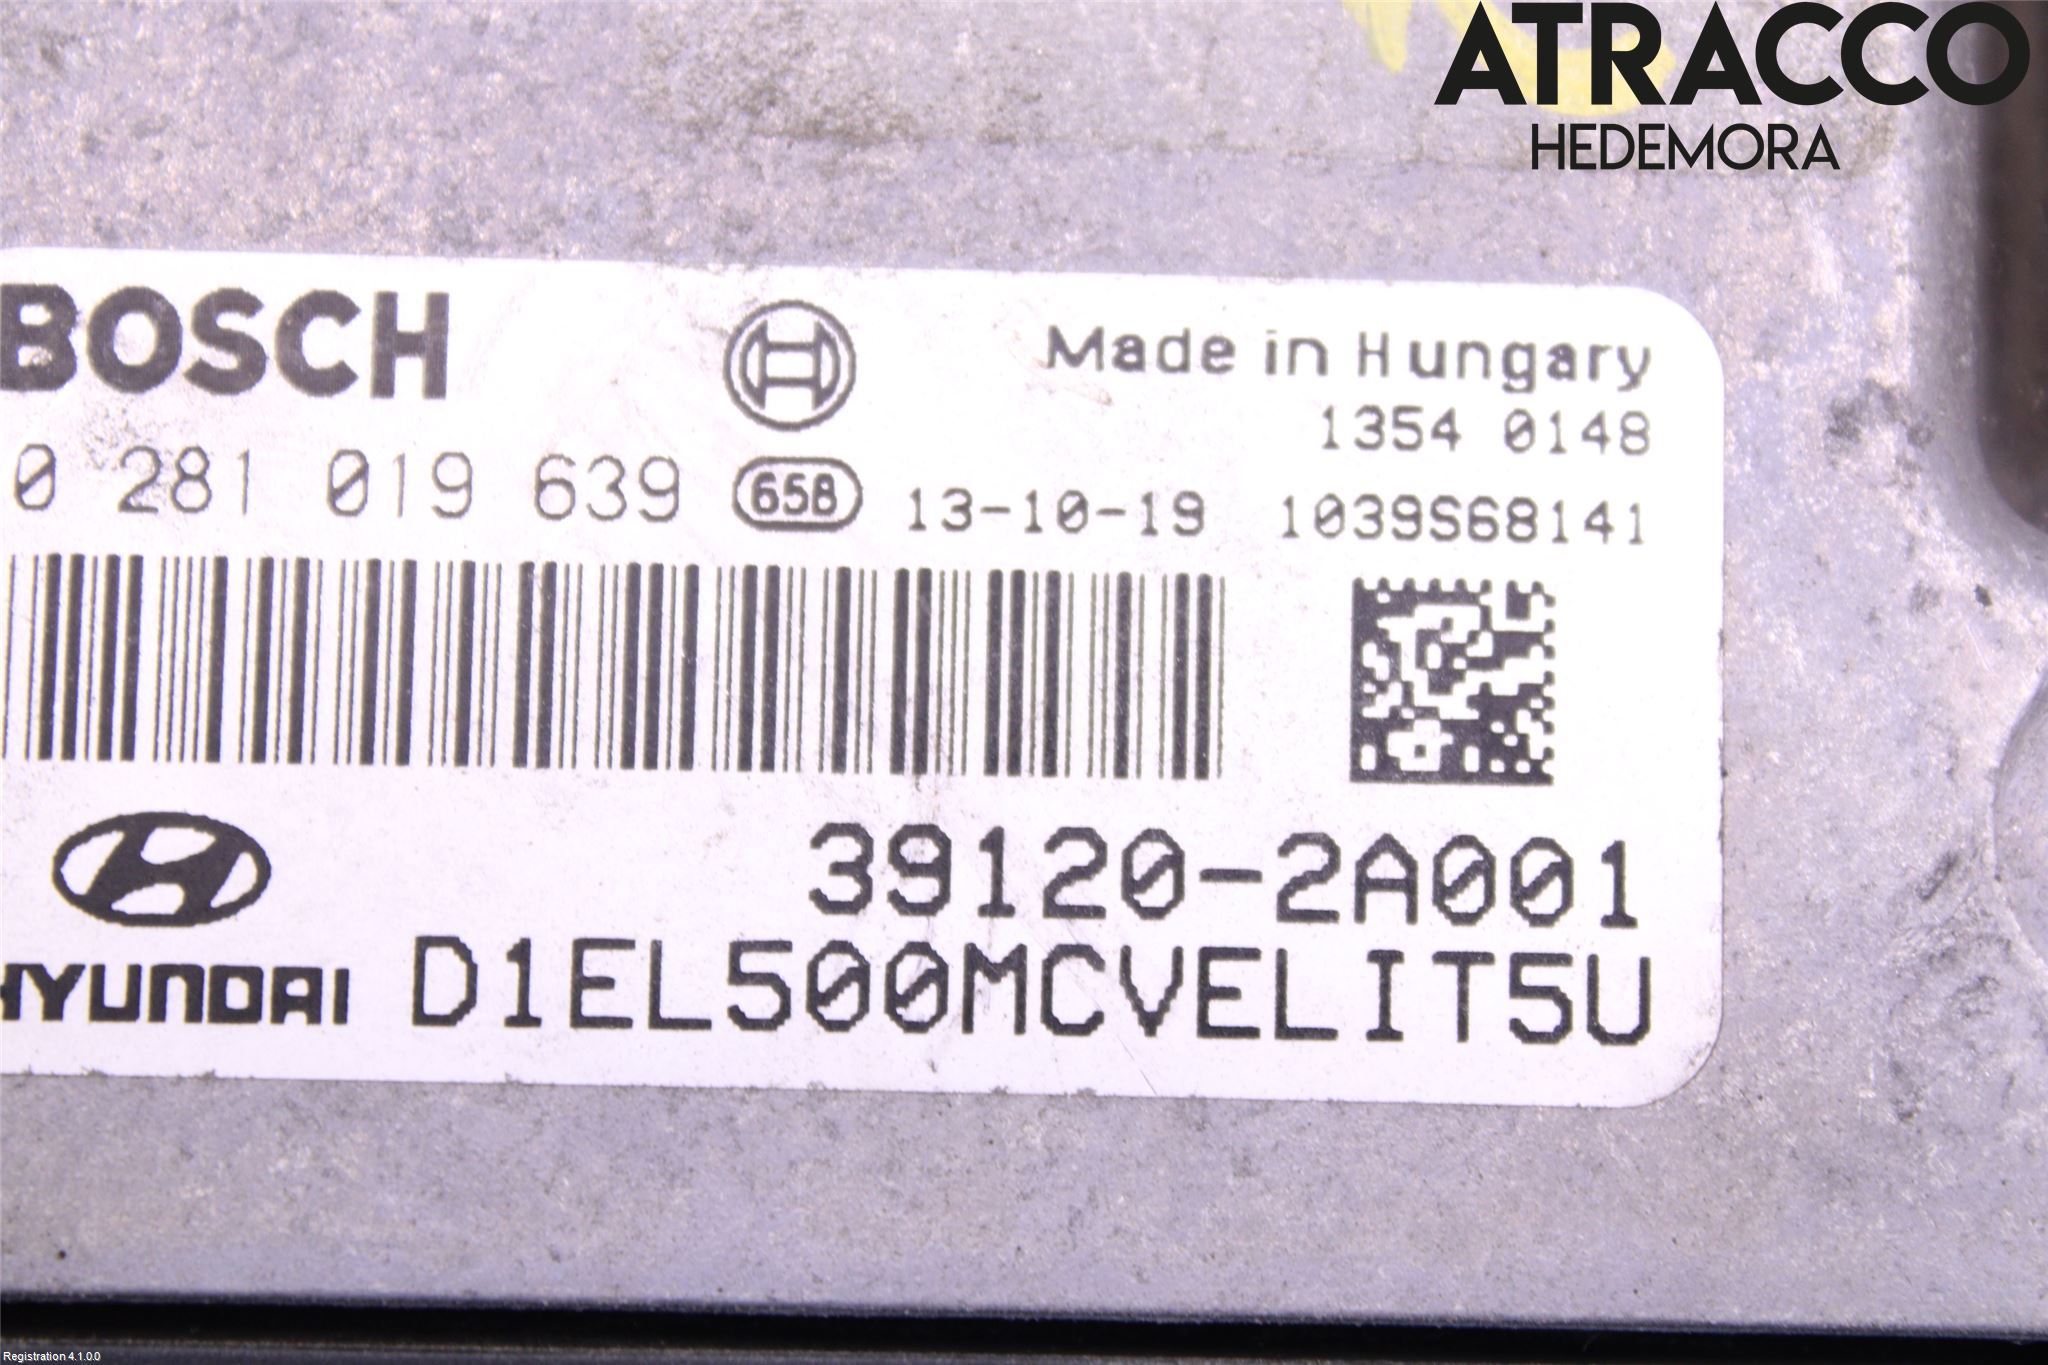 ATRACCO
HEDEMORA
BOSCH
Made in Hungary
1354 0148
0 281 019 639 65B 13-10-19 1039S68141
39120-2A001
HYUNDAI D1EL500MCVELIT5U
Registration 4.1.0.0